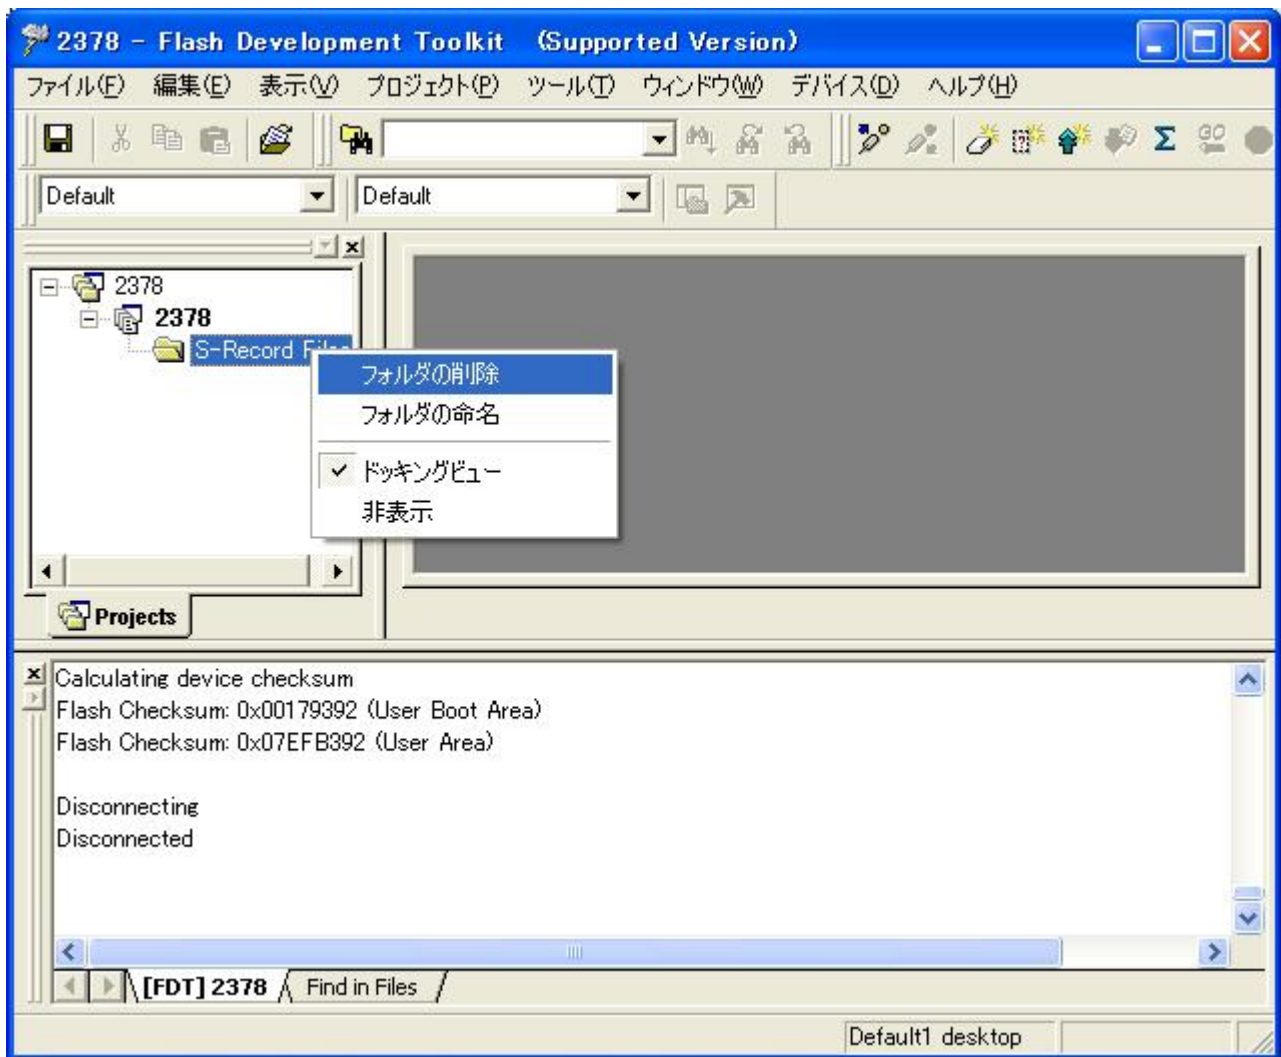 2378 - Flash Development Toolkit (Supported Version)
ファイル(F) 編集(E) 表示(V) プロジェクト(P) ツール(T) ウィンドウ(W) デバイス(D) ヘルプ(H)
Default Default
2378
2378
S-Record Files
フォルダの削除
フォルダの命名
ドッキングビュー
非表示
Projects
Calculating device checksum
Flash Checksum: 0x00179392 (User Boot Area)
Flash Checksum: 0x07EFB392 (User Area)
Disconnecting
Disconnected
[FDT] 2378 Find in Files
Default1 desktop